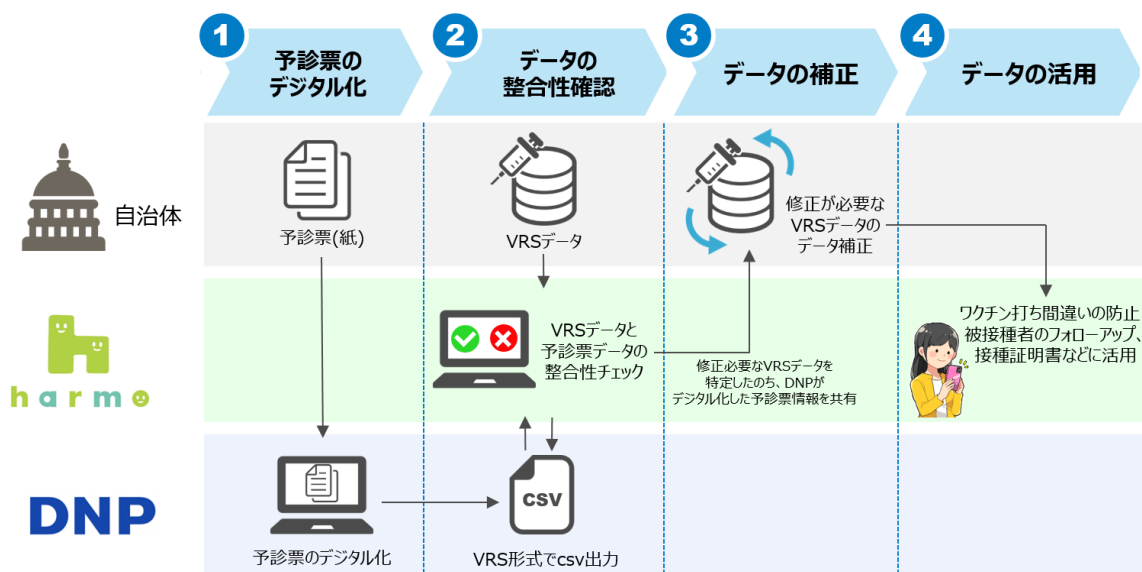 1
予診票の
デジタル化
2
データの
整合性確認
3
データの補正
4
データの活用
自治体
予診票(紙)
VRSデータ
修正が必要な
VRSデータの
データ補正
harmo
VRSデータと
予診票データの
整合性チェック
修正必要なVRSデータを
特定したのち、DNPが
デジタル化した予診票情報を共有
ワクチン打ち間違いの防止
被接種者のフォローアップ、
接種証明書などに活用
DNP
予診票のデジタル化
CSV
VRS形式でcsv出力